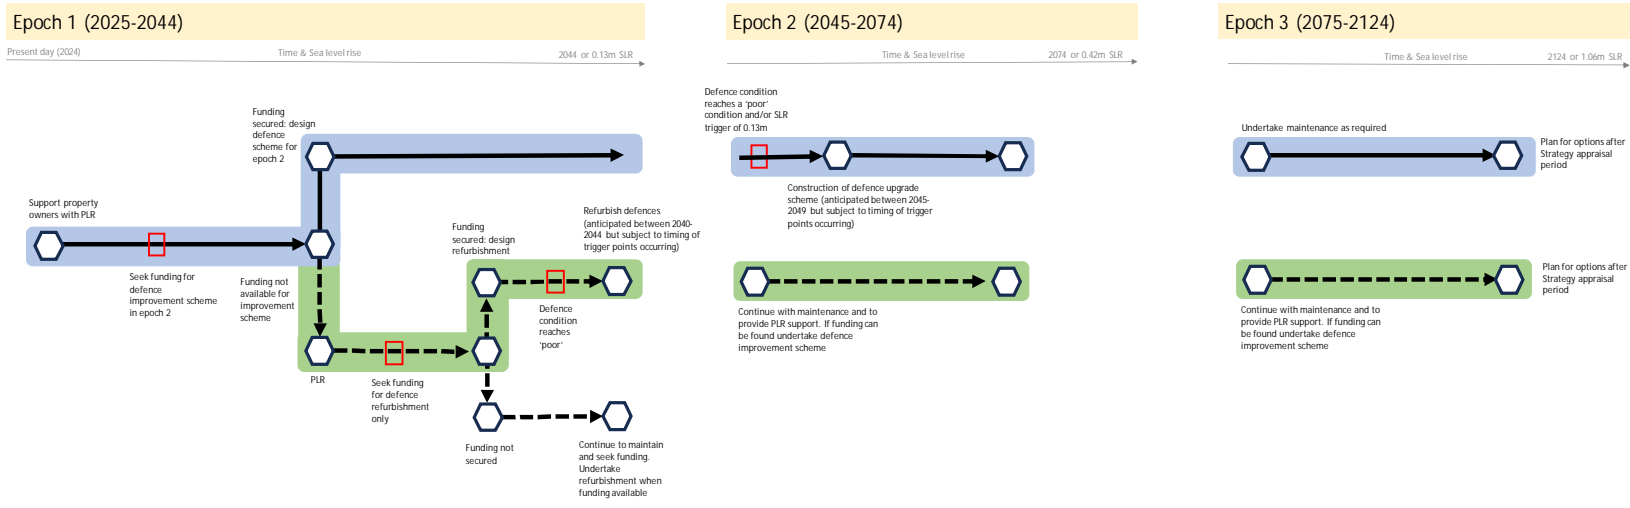 Epoch 1 (2025-2044)
Epoch 2 (2045-2074)
Epoch 3 (2075-2124)
Present day (2024)
Time & Sea level rise
2044 or 0.13m SLR
Time & Sea level rise
2074 or 0.42m SLR
Time & Sea level rise
2124 or 1.06m SLR
Funding
secured: design
defence
scheme for
epoch 2
Support property
owners with PLR
Seek funding for
defence
improvement scheme
in epoch 2
Funding not
available for
improvement
scheme
PLR
Seek funding
for defence
refurbishment
only
Funding
secured: design
refurbishment
Refurbish defences
(anticipated between 2040-
2044 but subject to timing of
trigger points occurring)
Defence
condition
reaches
‘poor’
Funding not
secured
Continue to maintain
and seek funding.
Undertake
refurbishment when
funding available
Defence condition
reaches a ‘poor’
condition and/or SLR
trigger of 0.13m
Construction of defence upgrade
scheme (anticipated between 2045-
2049 but subject to timing of trigger
points occurring)
Continue with maintenance and to
provide PLR support. If funding can
be found undertake defence
improvement scheme
Undertake maintenance as required
Plan for options after
Strategy appraisal
period
Plan for options after
Strategy appraisal
period
Continue with maintenance and to
provide PLR support. If funding can
be found undertake defence
improvement scheme